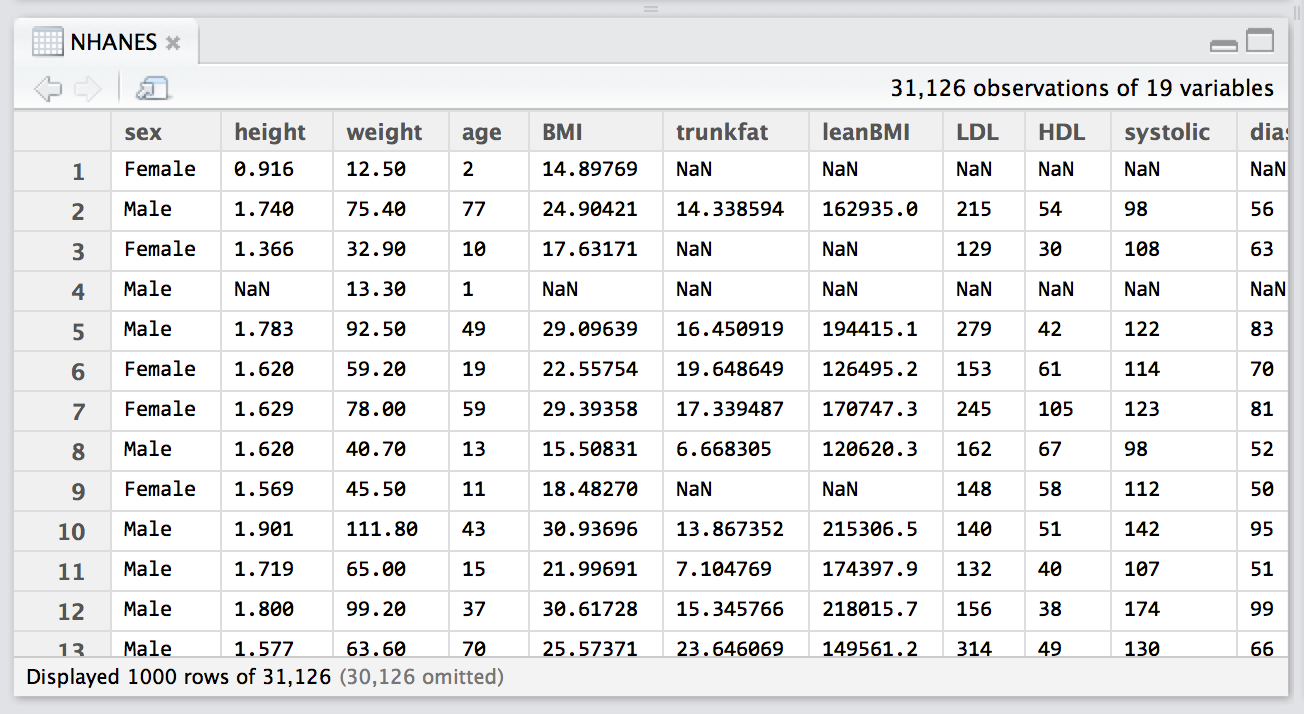 NHANES
31,126 observations of 19 variables
sex height weight age BMI trunkfat leanBMI LDL HDL systolic
1 Female 0.916 12.50 2 14.89769 NaN NaN NaN NaN NaN NaN
2 Male 1.740 75.40 77 24.90421 14.338594 162935.0 215 54 98 56
3 Female 1.366 32.90 10 17.63171 NaN NaN 129 30 108 63
4 Male NaN 13.30 1 NaN NaN NaN NaN NaN NaN NaN
5 Male 1.783 92.50 49 29.09639 16.450919 194415.1 279 42 122 83
6 Female 1.620 59.20 19 22.55754 19.648649 126495.2 153 61 114 70
7 Female 1.629 78.00 59 29.39358 17.339487 170747.3 245 105 123 81
8 Male 1.620 40.70 13 15.50831 6.668305 120620.3 162 67 98 52
9 Female 1.569 45.50 11 18.48270 NaN NaN 148 58 112 50
10 Male 1.901 111.80 43 30.93696 13.867352 215306.5 140 51 142 95
11 Male 1.719 65.00 15 21.99691 7.104769 174397.9 132 40 107 51
12 Male 1.800 99.20 37 30.61728 15.345766 218015.7 156 38 174 99
13 Male 1.577 63.60 70 25.57371 23.646069 149561.2 314 49 130 66
Displayed 1000 rows of 31,126 (30,126 omitted)